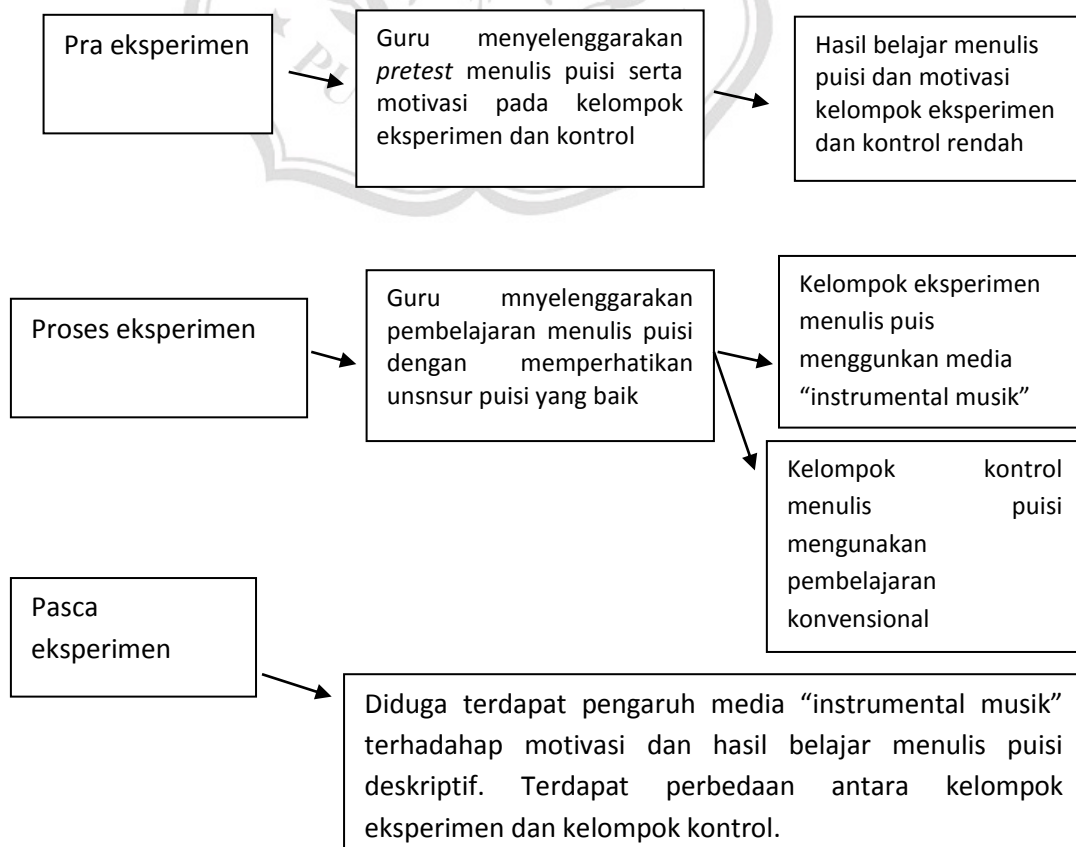 Pra eksperimen
Guru menyelenggarakan
pretest menulis puisi serta
motivasi pada kelompok
eksperimen dan kontrol
Hasil belajar menulis
puisi dan motivasi
kelompok eksperimen
dan kontrol rendah
Proses eksperimen
Guru mnyelenggarakan
pembelajaran menulis puisi
dengan memperhatikan
unsnsur puisi yang baik
Kelompok eksperimen
menulis puis
menggunkan media
“instrumental musik”
Kelompok kontrol
menulis puisi
mengunakan
pembelajaran
konvensional
Pasca
eksperimen
Diduga terdapat pengaruh media “instrumental musik”
terhadahap motivasi dan hasil belajar menulis puisi
deskriptif. Terdapat perbedaan antara kelompok
eksperimen dan kelompok kontrol.